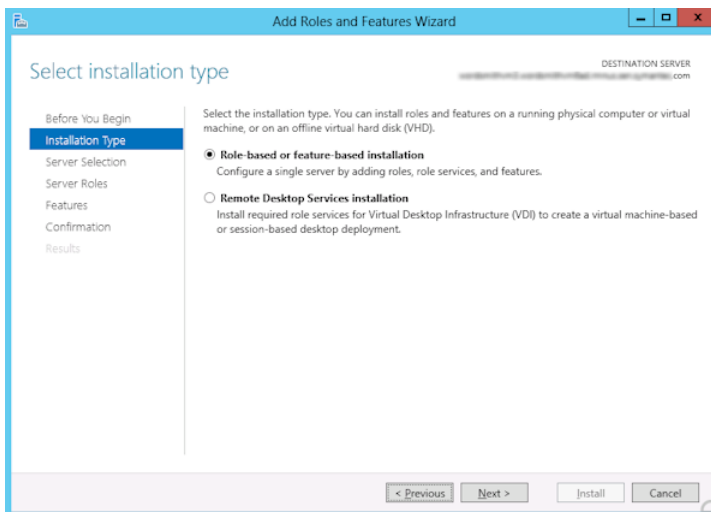 Add Roles and Features Wizard
Select installation type
DESTINATION SERVER
.com
Before You Begin
Installation Type
Server Selection
Server Roles
Features
Confirmation
Results
Select the installation type. You can install roles and features on a running physical computer or virtual
machine, or on an offline virtual hard disk (VHD).
Role-based or feature-based installation
Configure a single server by adding roles, role services, and features.
Remote Desktop Services installation
Install required role services for Virtual Desktop Infrastructure (VDI) to create a virtual machine-based
or session-based desktop deployment.
< Previous
Next >
Install
Cancel